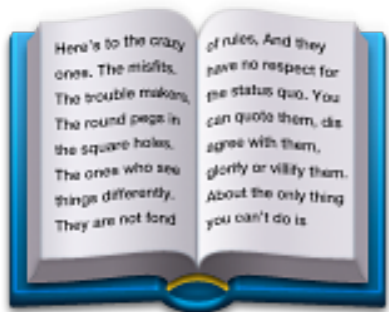 Here's to the crazy
ones. The misfits.
The trouble makers,
The round pegs in
the square holes,
The ones who see
things differently.
They are not fond
of rules, And they
have no respect for
the status quo. You
can quote them, dis
agree with them,
glorify or villify them.
About the only thing
you can't do is